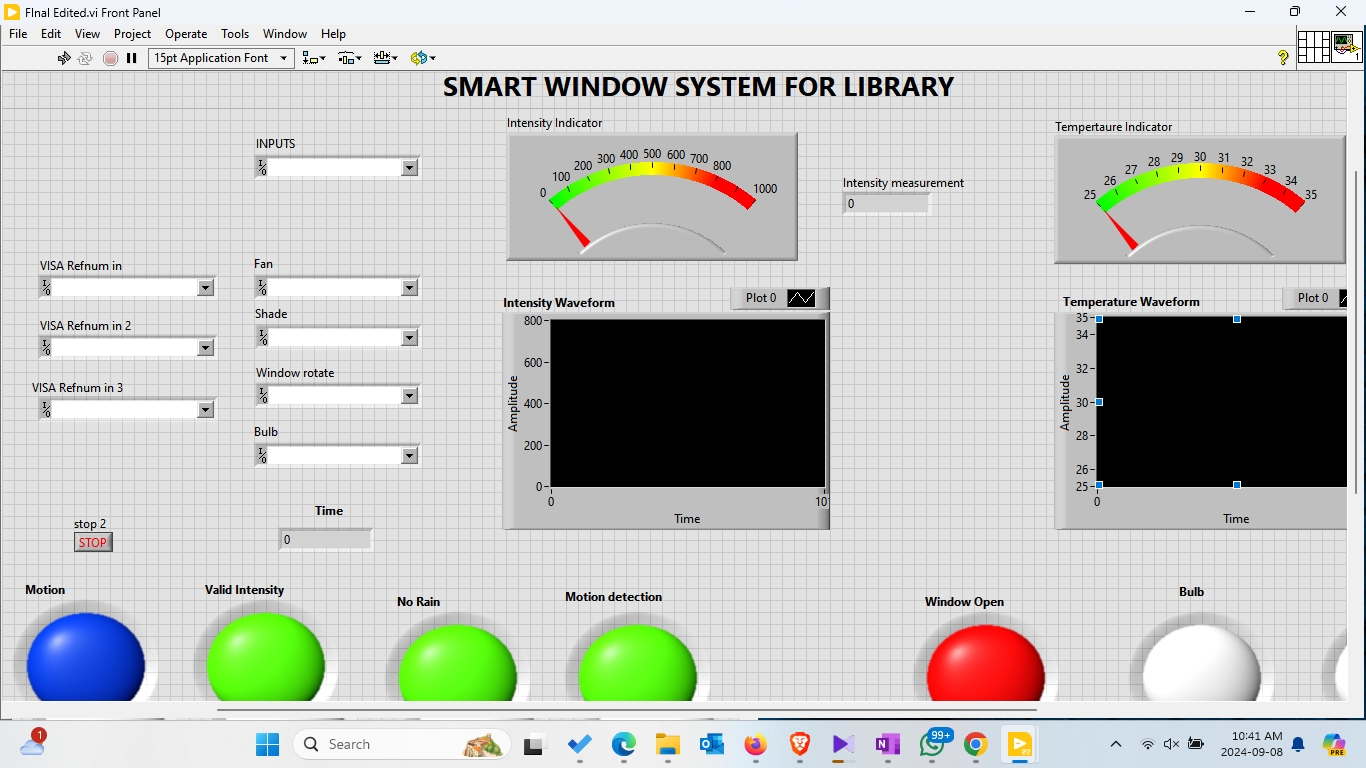 FInal Edited.vi Front Panel
File Edit View Project Operate Tools Window Help
15pt Application Font
1
SMART WINDOW SYSTEM FOR LIBRARY
INPUTS
Intensity Indicator
0 100 200 300 400 500 600 700 800 1000
Intensity measurement
0
Tempertaure Indicator
25 26 27 28 29 30 31 32 33 34 35
VISA Refnum in
VISA Refnum in 2
VISA Refnum in 3
Fan
Shade
Window rotate
Bulb
Intensity Waveform
Plot 0
800
600
400
200
0
Amplitude
0 10
Time
Temperature Waveform
Plot 0
35
34
32
30
28
26
25
Amplitude
0
Time
stop 2
STOP
Time
0
Motion
Valid Intensity
No Rain
Motion detection
Window Open
Bulb
1
Search
99+
PRE
10:41 AM
2024-09-08